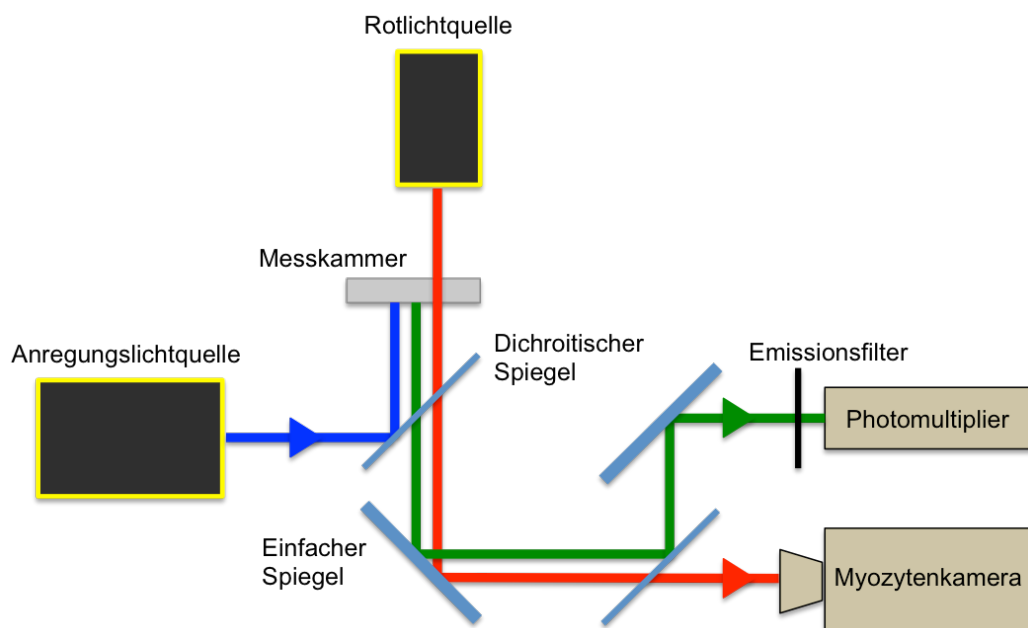 Rotlichtquelle
Messkammer
Anregungslichtquelle
Dichroitischer
Spiegel
Emissionsfilter
Photomultiplier
Einfacher
Spiegel
Myozytenkamera